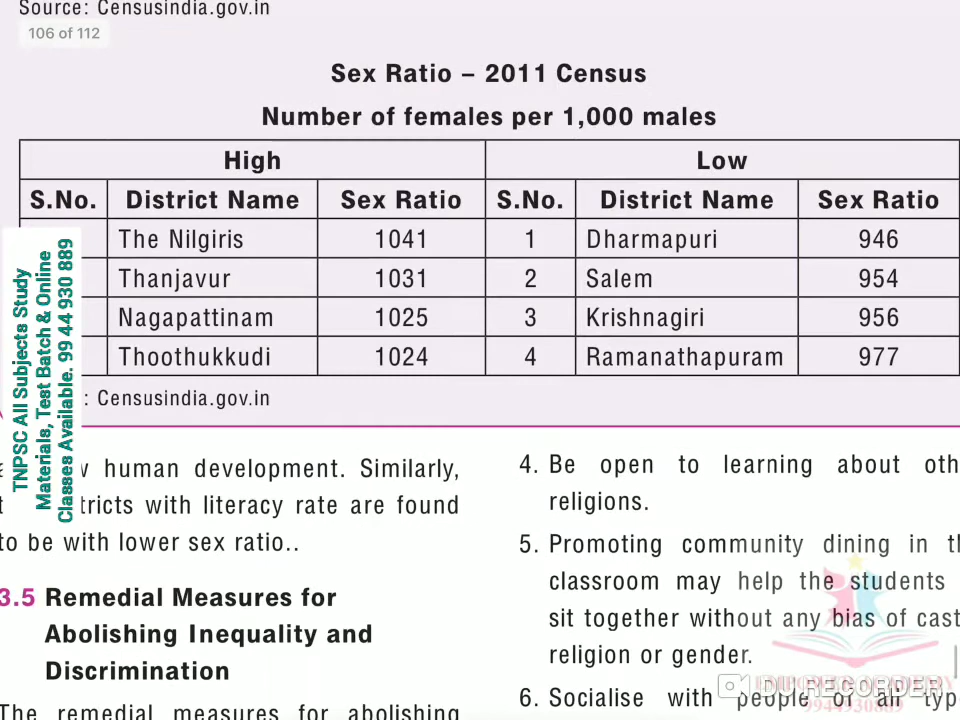 Source: Censusindia.gov.in
106 of 112
Sex Ratio – 2011 Census
Number of females per 1,000 males
High Low
S.No. District Name Sex Ratio S.No. District Name Sex Ratio
The Nilgiris 1041 1 Dharmapuri 946
Thanjavur 1031 2 Salem 954
Nagapattinam 1025 3 Krishnagiri 956
Thoothukkudi 1024 4 Ramanathapuram 977
: Censusindia.gov.in
TNPSC All Subjects Study
Materials, Test Batch & Online
Classes Available. 99 44 930 889
human development. Similarly,
tricts with literacy rate are found
to be with lower sex ratio..
3.5 Remedial Measures for
Abolishing Inequality and
Discrimination
The remedial measures for abolishing
4. Be open to learning about oth
religions.
5. Promoting community dining in th
classroom may help the students
sit together without any bias of cast
religion or gender.
6. Socialise with people of all typ
DU RECORDER
9944930889